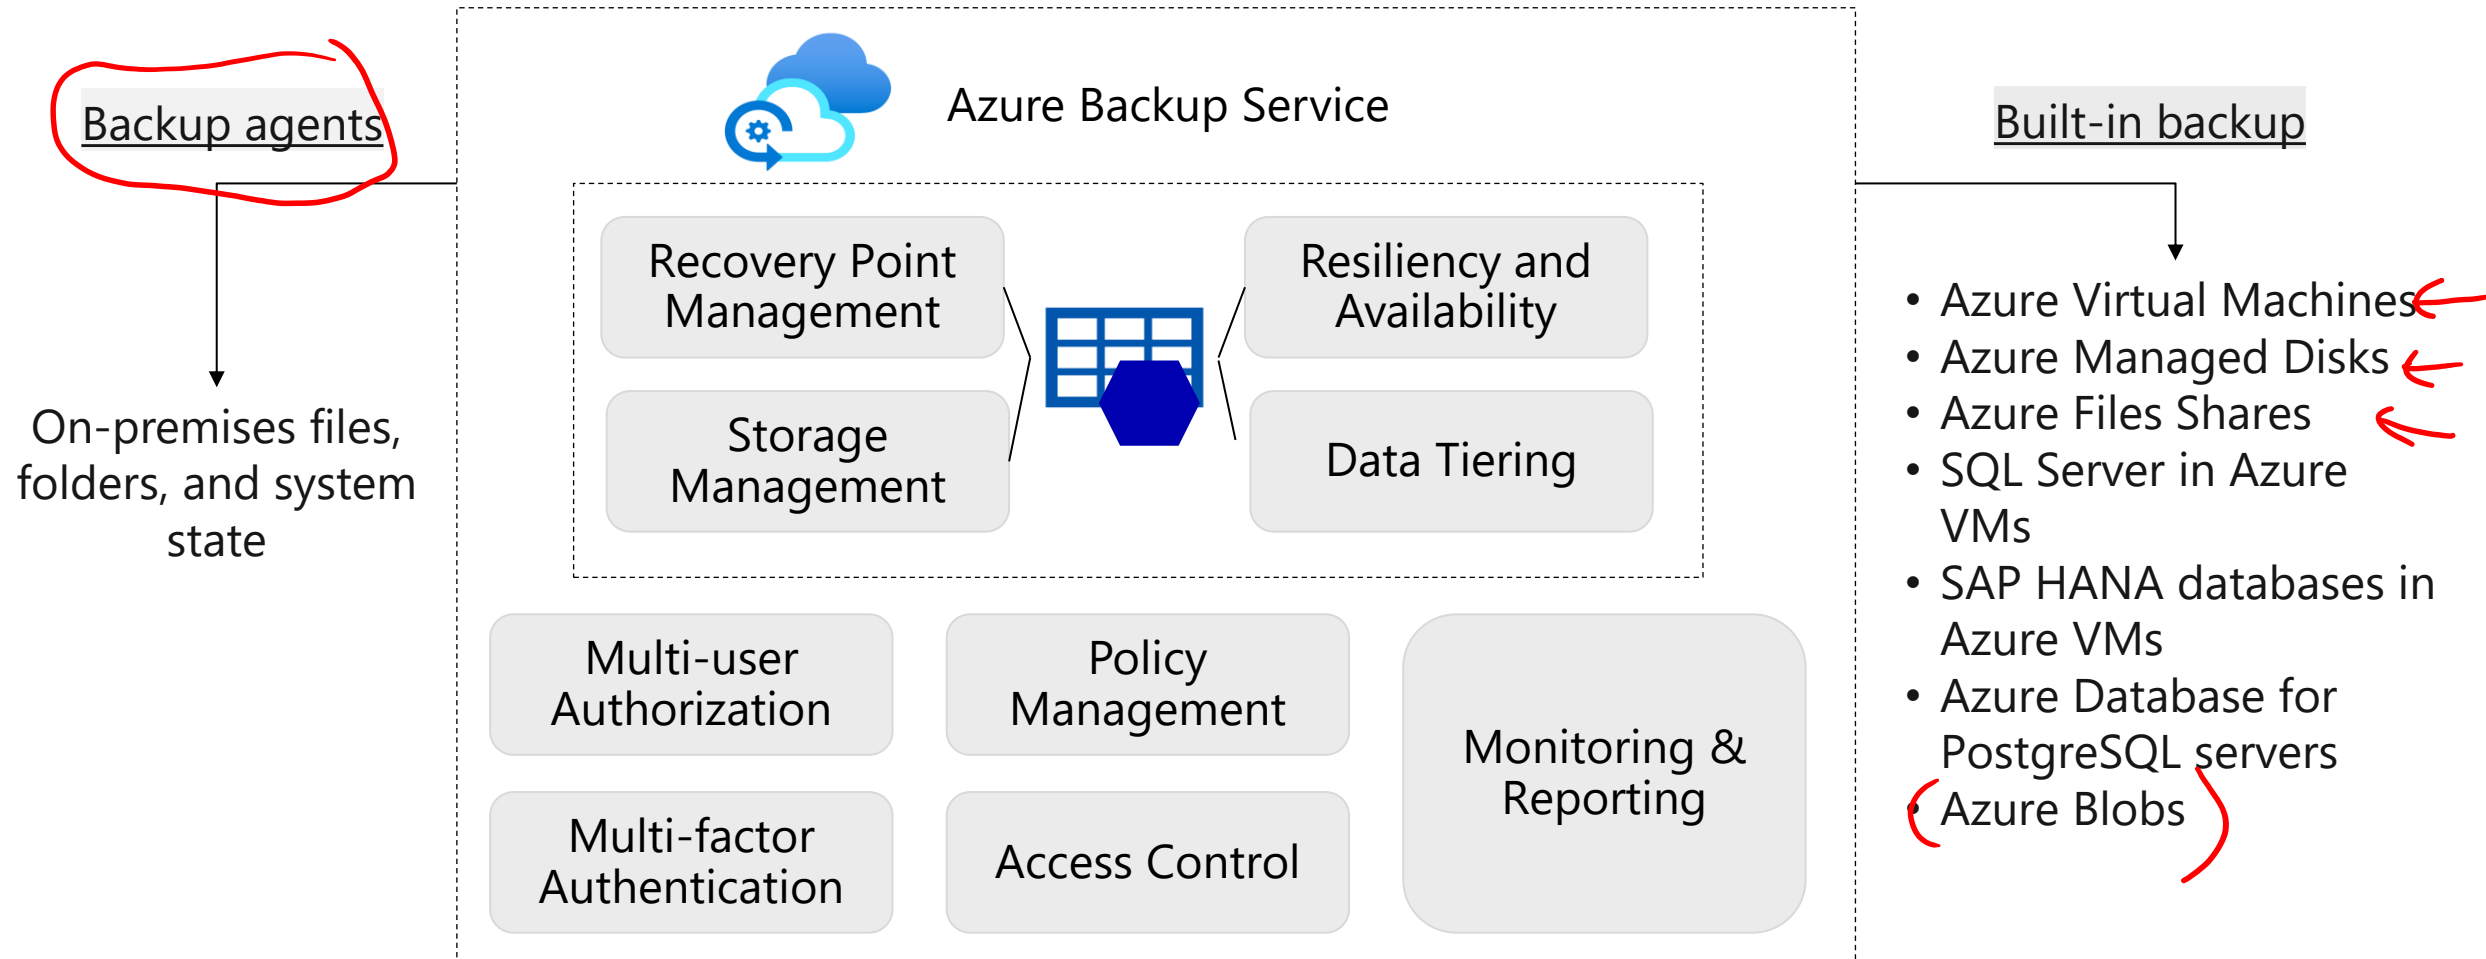 Backup agents
On-premises files,
folders, and system
state
Azure Backup Service
Recovery Point
Management
Resiliency and
Availability
Storage
Management
Data Tiering
Multi-user
Authorization
Policy
Management
Monitoring &
Reporting
Multi-factor
Authentication
Access Control
Built-in backup
• Azure Virtual Machines
• Azure Managed Disks
• Azure Files Shares
• SQL Server in Azure
VMs
• SAP HANA databases in
Azure VMs
• Azure Database for
PostgreSQL servers
• Azure Blobs